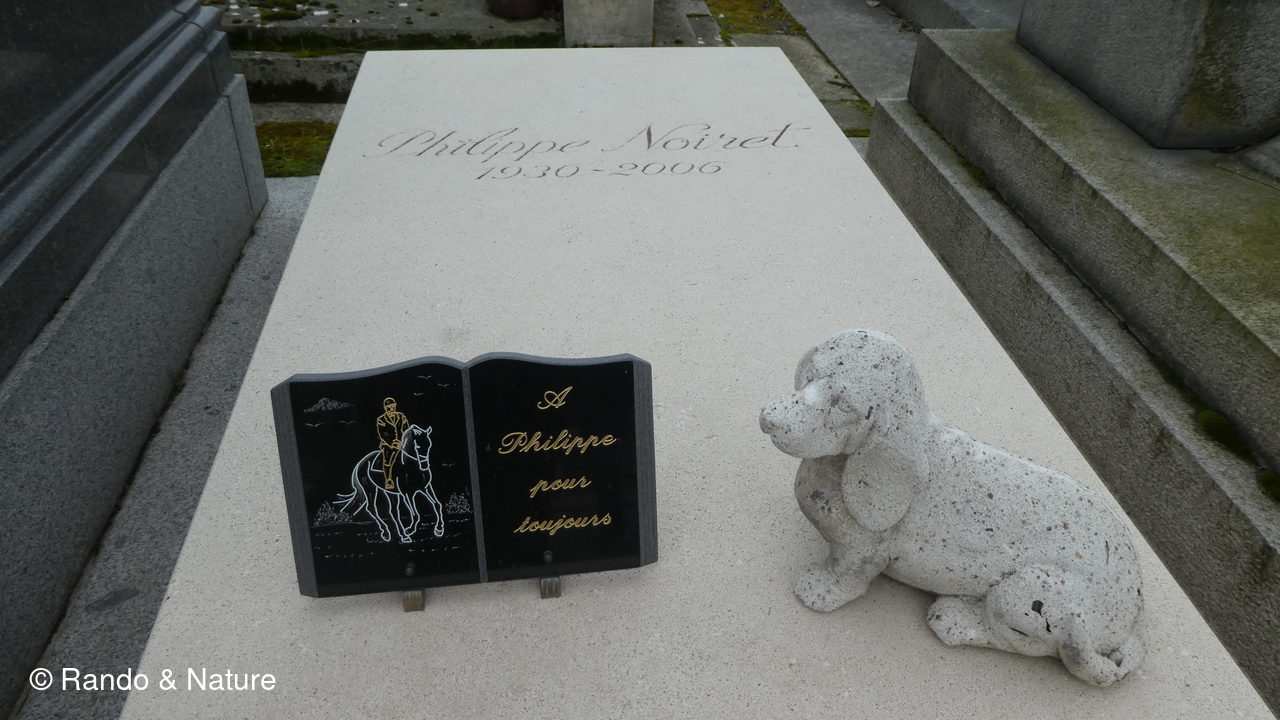 Philippe Noiret
1930-2006
A
Philippe
pour
toujours
© Rando & Nature